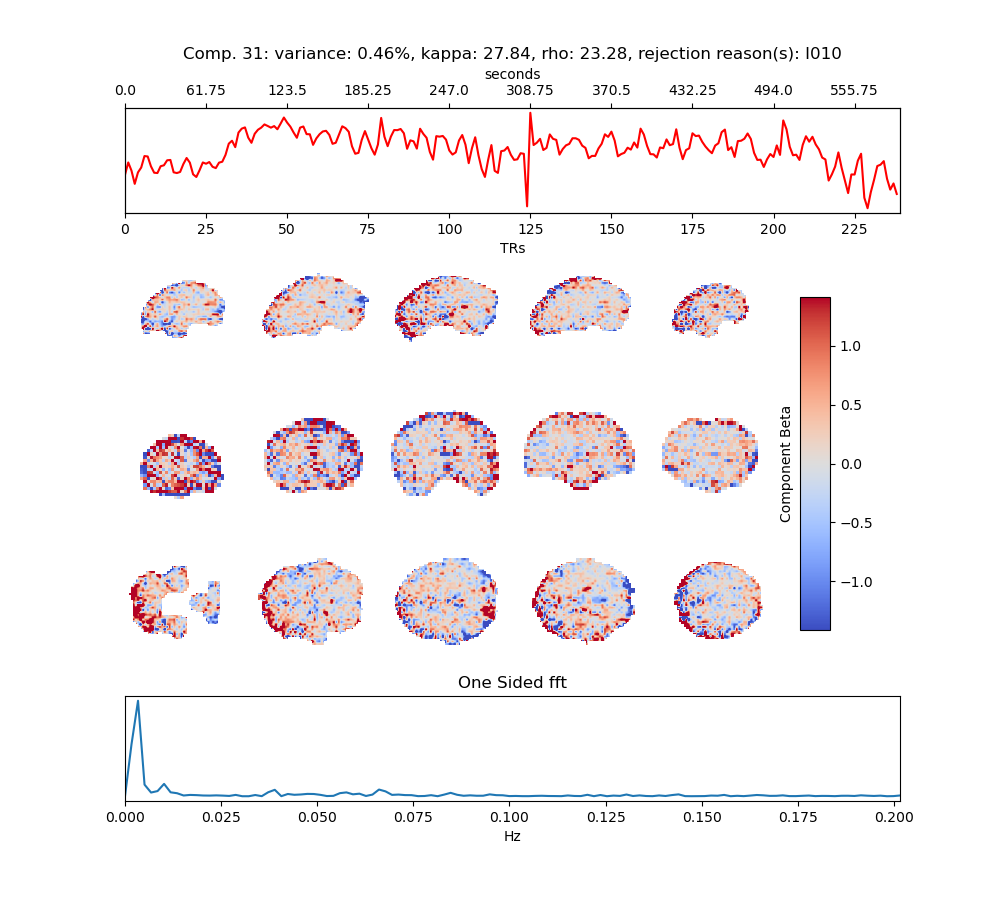 Comp. 31: variance: 0.46%, kappa: 27.84, rho: 23.28, rejection reason(s): I010
seconds
0.0 61.75 123.5 185.25 247.0 308.75 370.5 432.25 494.0 555.75
0 25 50 75 100 125 150 175 200 225
TRs
1.0
0.5
0.0
−0.5
−1.0
Component Beta
One Sided fft
0.000 0.025 0.050 0.075 0.100 0.125 0.150 0.175 0.200
Hz